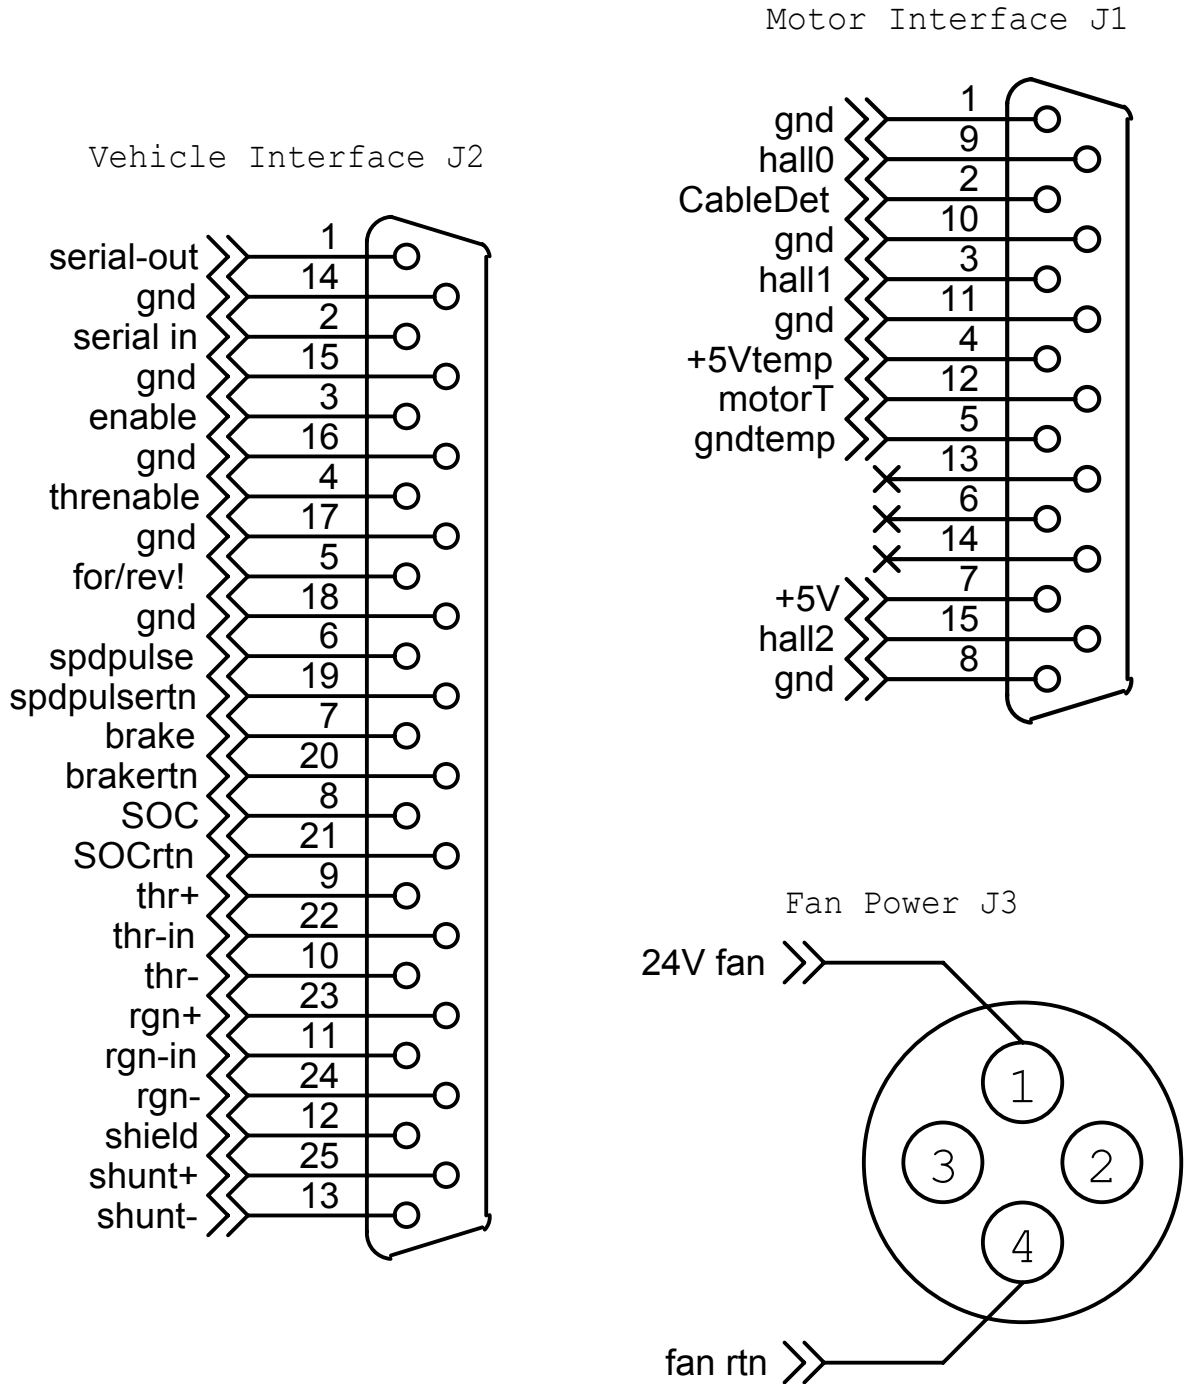 Motor Interface J1
gnd 1
hall0 9
CableDet 2
gnd 10
hall1 3
gnd 11
+5Vtemp 4
motorT 12
gndtemp 5
13
6
14
+5V 7
hall2 15
gnd 8
Vehicle Interface J2
serial-out 1
gnd 14
serial in 2
gnd 15
enable 3
gnd 16
threnable 4
gnd 17
for/rev! 5
gnd 18
spdpulse 6
spdpulsertn 19
brake 7
brakertn 20
SOC 8
SOCrtn 21
thr+ 9
thr-in 22
thr- 10
rgn+ 23
rgn-in 11
rgn- 24
shield 12
shunt+ 25
shunt- 13
Fan Power J3
24V fan
1
3 2
4
fan rtn